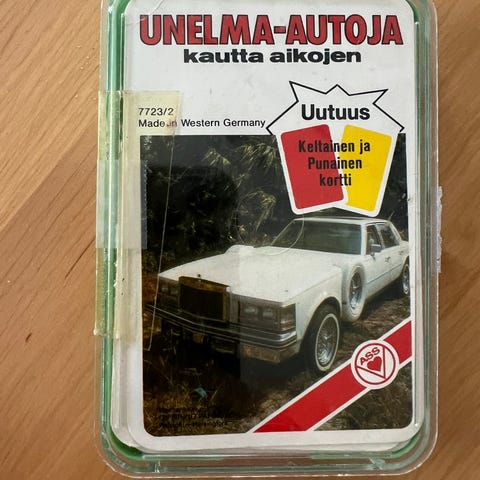 UNELMA-AUTOJA
kautta aikojen
7723/2
Made in Western Germany
Uutuus
Keltainen ja
Punainen
kortti
ASS